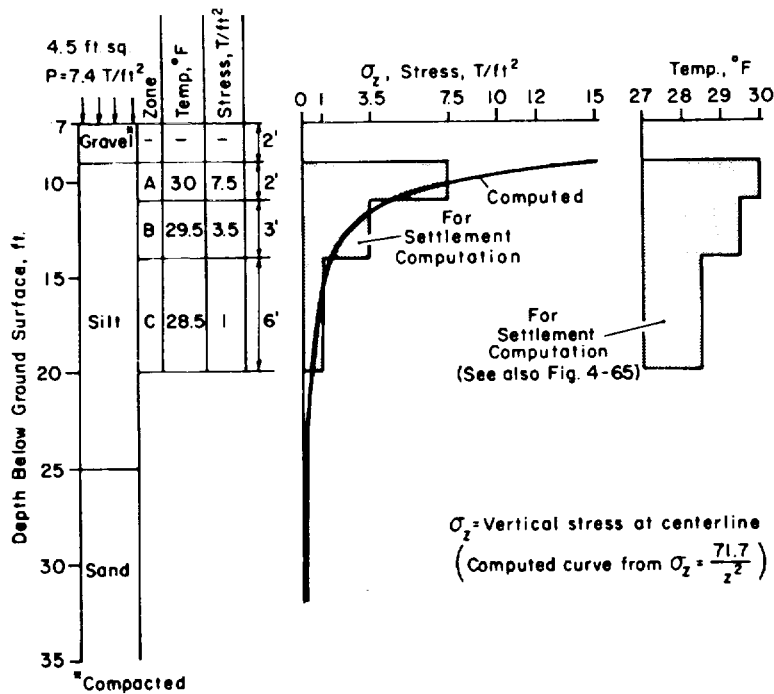 4.5 ft sq.
P=7.4 T/ft²
Zone
Temp, °F
Stress, T/ft²
σz, Stress, T/ft²
0 1 3.5 7.5 10 12 15
Temp., °F
27 28 29 30
Depth Below Ground Surface, ft.
7
10
15
20
25
30
35
Gravel*
– – –
2'
A 30 7.5 2'
B 29.5 3.5 3'
Silt
C 28.5 1 6'
Sand
*Compacted
Computed
For
Settlement
Computation
For
Settlement
Computation
(See also Fig. 4-65)
σz=Vertical stress at centerline
(Computed curve from σz = 71.7/z²)